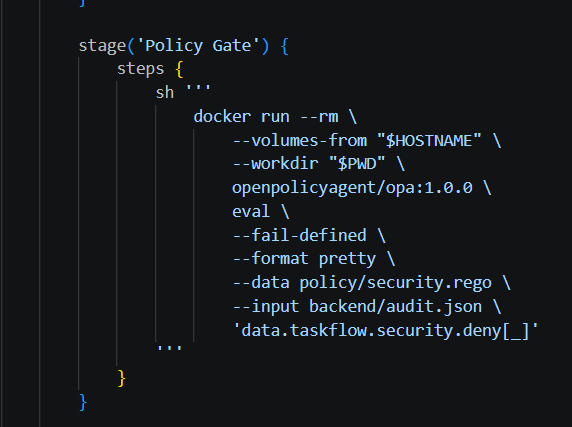 }
stage('Policy Gate') {
steps {
sh '''
docker run --rm \
--volumes-from "$HOSTNAME" \
--workdir "$PWD" \
openpolicyagent/opa:1.0.0 \
eval \
--fail-defined \
--format pretty \
--data policy/security.rego \
--input backend/audit.json \
'data.taskflow.security.deny[_]'
'''
}
}